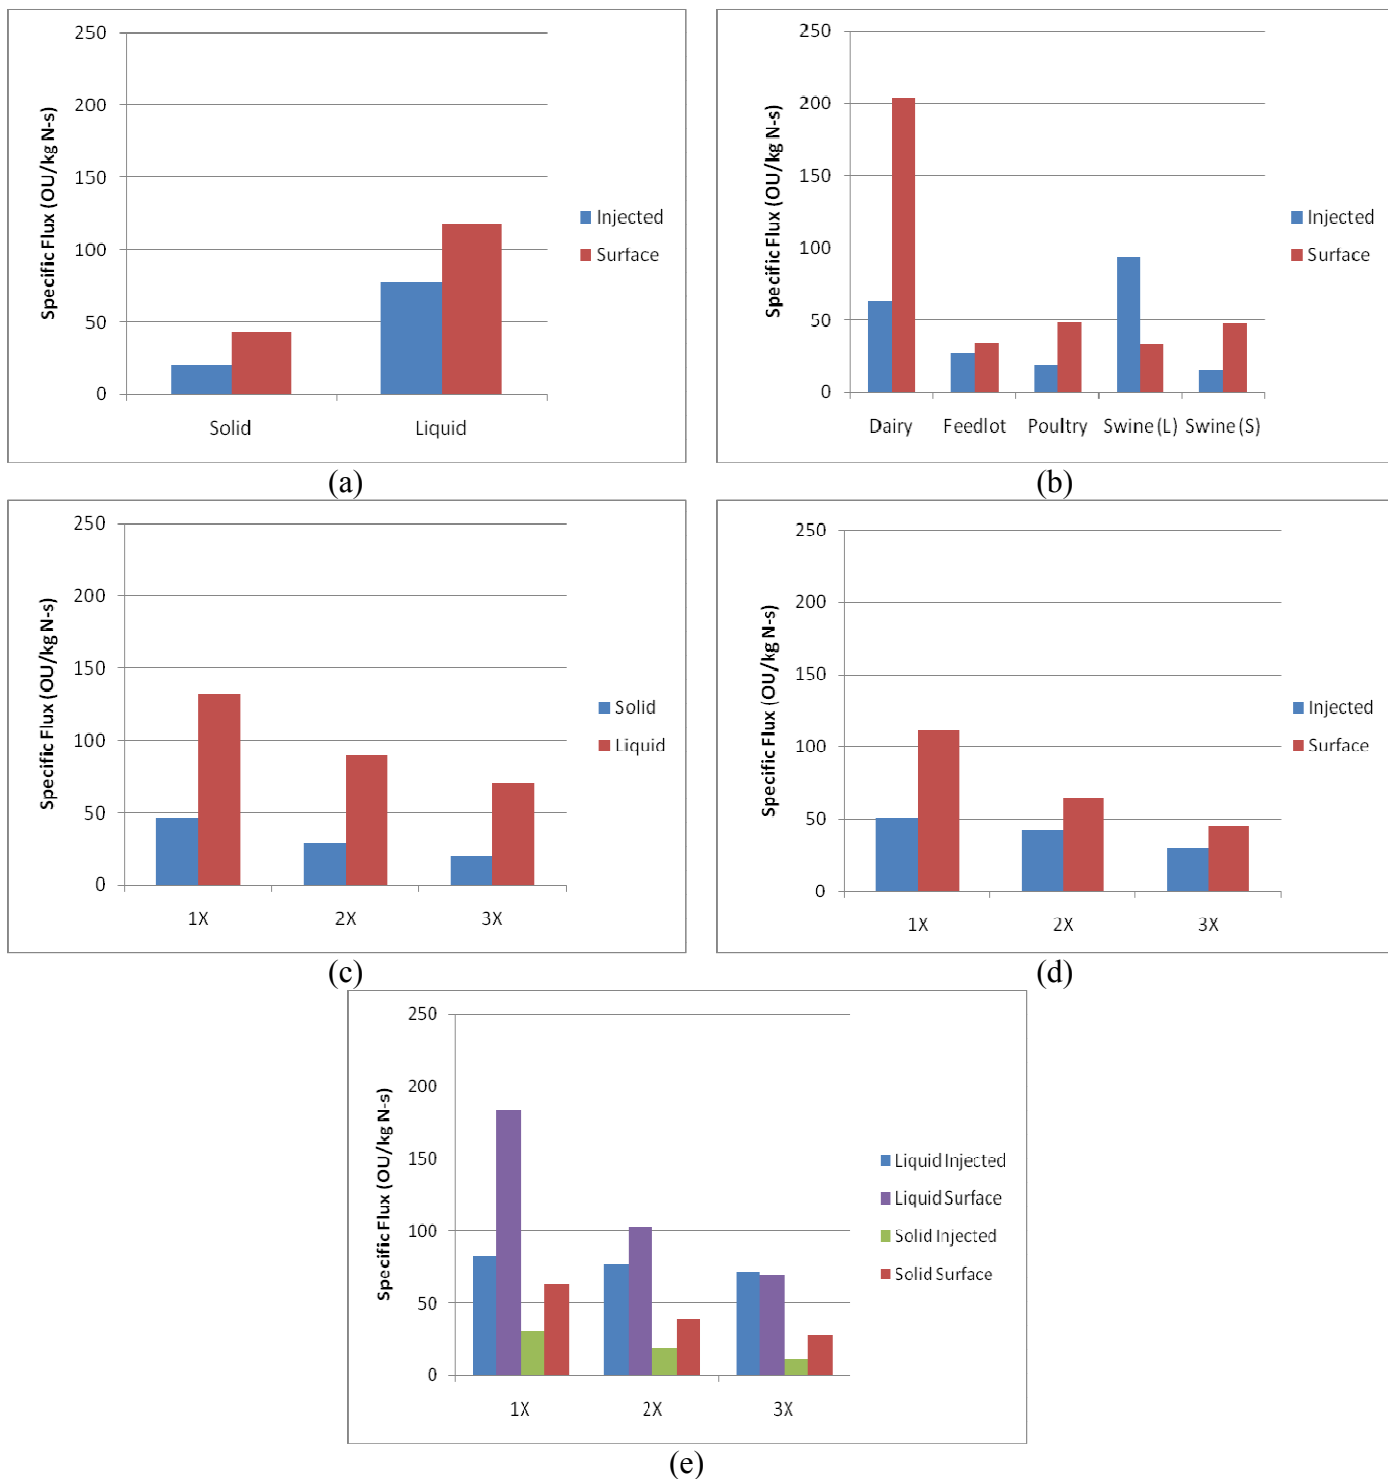 250
200
150
100
50
0
Specific Flux (OU/kg N-s)
Solid
Liquid
Injected
Surface
(a)
250
200
150
100
50
0
Specific Flux (OU/kg N-s)
Dairy
Feedlot
Poultry
Swine (L)
Swine (S)
Injected
Surface
(b)
250
200
150
100
50
0
Specific Flux (OU/kg N-s)
1X
2X
3X
Solid
Liquid
(c)
250
200
150
100
50
0
Specific Flux (OU/kg N-s)
1X
2X
3X
Injected
Surface
(d)
250
200
150
100
50
0
Specific Flux (OU/kg N-s)
1X
2X
3X
Liquid Injected
Liquid Surface
Solid Injected
Solid Surface
(e)